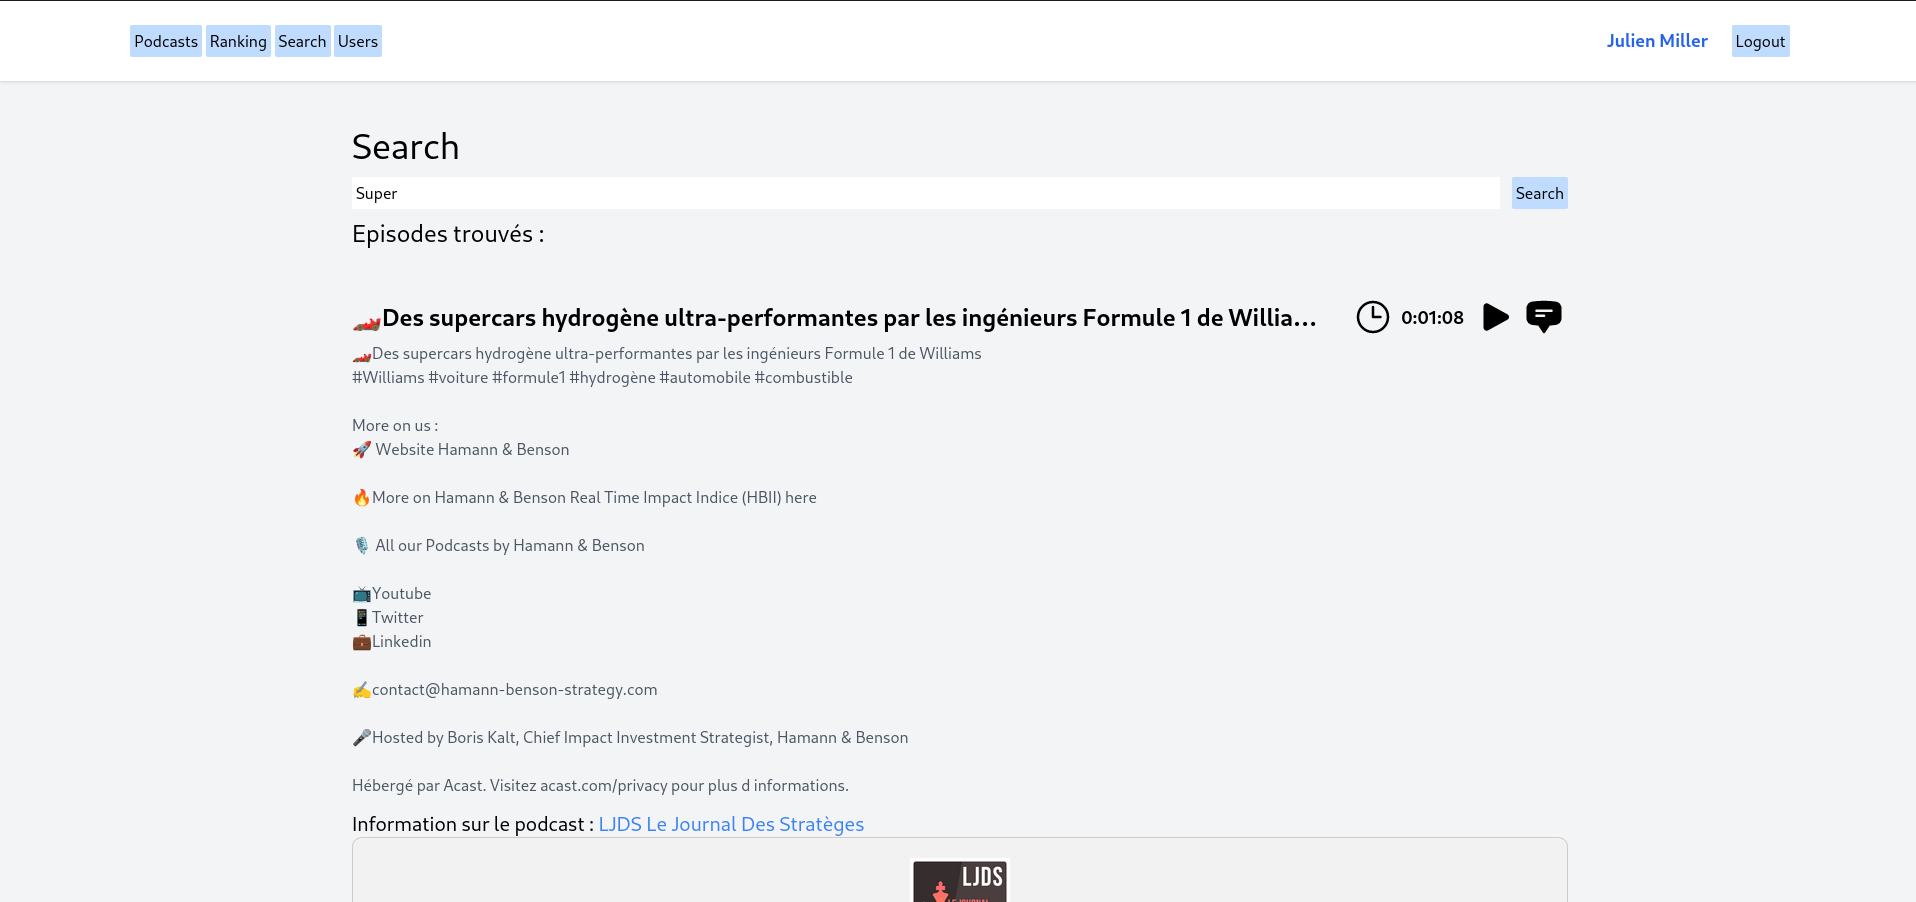 Podcasts Ranking Search Users Julien Miller Logout
Search
Super Search
Episodes trouvés :
🏎️Des supercars hydrogène ultra-performantes par les ingénieurs Formule 1 de Willia... 0:01:08
🏎️Des supercars hydrogène ultra-performantes par les ingénieurs Formule 1 de Williams
#Williams #voiture #formule1 #hydrogène #automobile #combustible
More on us :
🚀 Website Hamann & Benson
🔥More on Hamann & Benson Real Time Impact Indice (HBII) here
🎙️ All our Podcasts by Hamann & Benson
📺Youtube
📱Twitter
💼Linkedin
✍️contact@hamann-benson-strategy.com
🎤Hosted by Boris Kalt, Chief Impact Investment Strategist, Hamann & Benson
Hébergé par Acast. Visitez acast.com/privacy pour plus d informations.
Information sur le podcast : LJDS Le Journal Des Stratèges
LJDS
LE JOURNAL